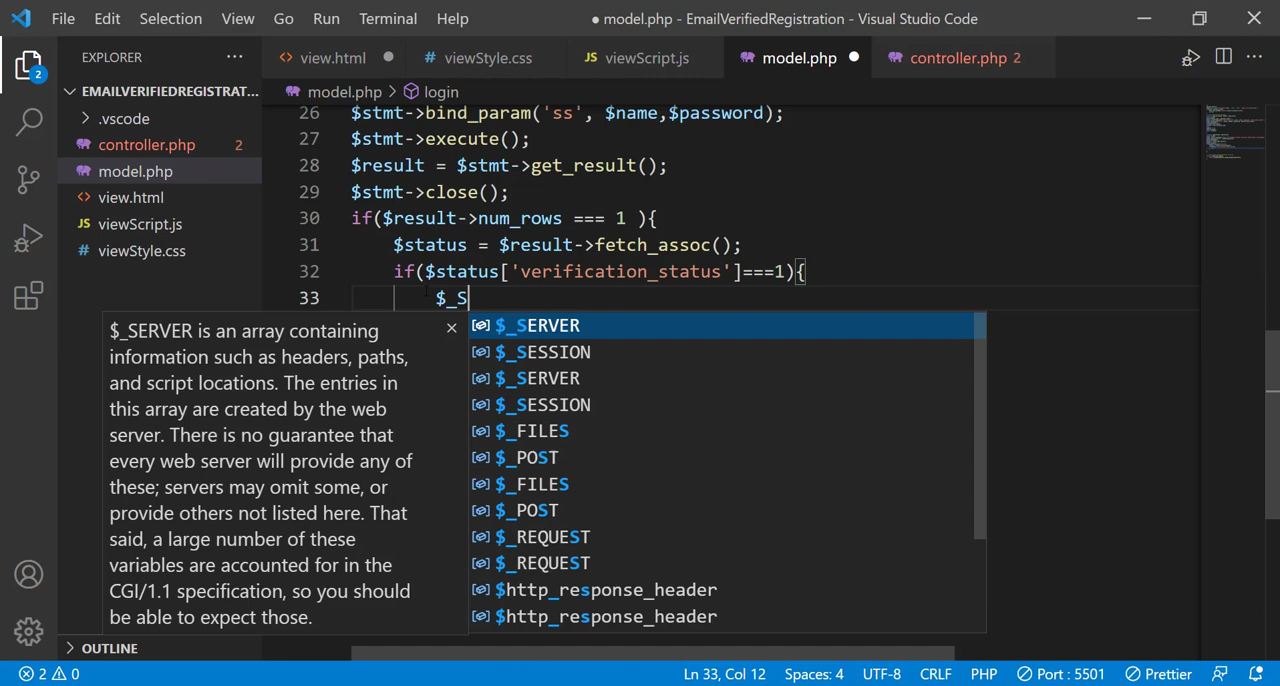 File Edit Selection View Go Run Terminal Help ● model.php - EmailVerifiedRegistration - Visual Studio Code
EXPLORER ···
<> view.html ●
# viewStyle.css
JS viewScript.js
model.php ●
controller.php 2
2
EMAILVERIFIEDREGISTRAT...
.vscode
controller.php 2
model.php
<> view.html
JS viewScript.js
# viewStyle.css
OUTLINE
model.php > login
26 $stmt->bind_param('ss', $name,$password);
27 $stmt->execute();
28 $result = $stmt->get_result();
29 $stmt->close();
30 if($result->num_rows === 1 ){
31 $status = $result->fetch_assoc();
32 if($status['verification_status']===1){
33 $_S
$_SERVER is an array containing
information such as headers, paths,
and script locations. The entries in
this array are created by the web
server. There is no guarantee that
every web server will provide any of
these; servers may omit some, or
provide others not listed here. That
said, a large number of these
variables are accounted for in the
CGI/1.1 specification, so you should
be able to expect those.
$_SERVER
$_SESSION
$_SERVER
$_SESSION
$_FILES
$_POST
$_FILES
$_POST
$_REQUEST
$_REQUEST
$http_response_header
$http_response_header
2 0 Ln 33, Col 12 Spaces: 4 UTF-8 CRLF PHP Port : 5501 Prettier